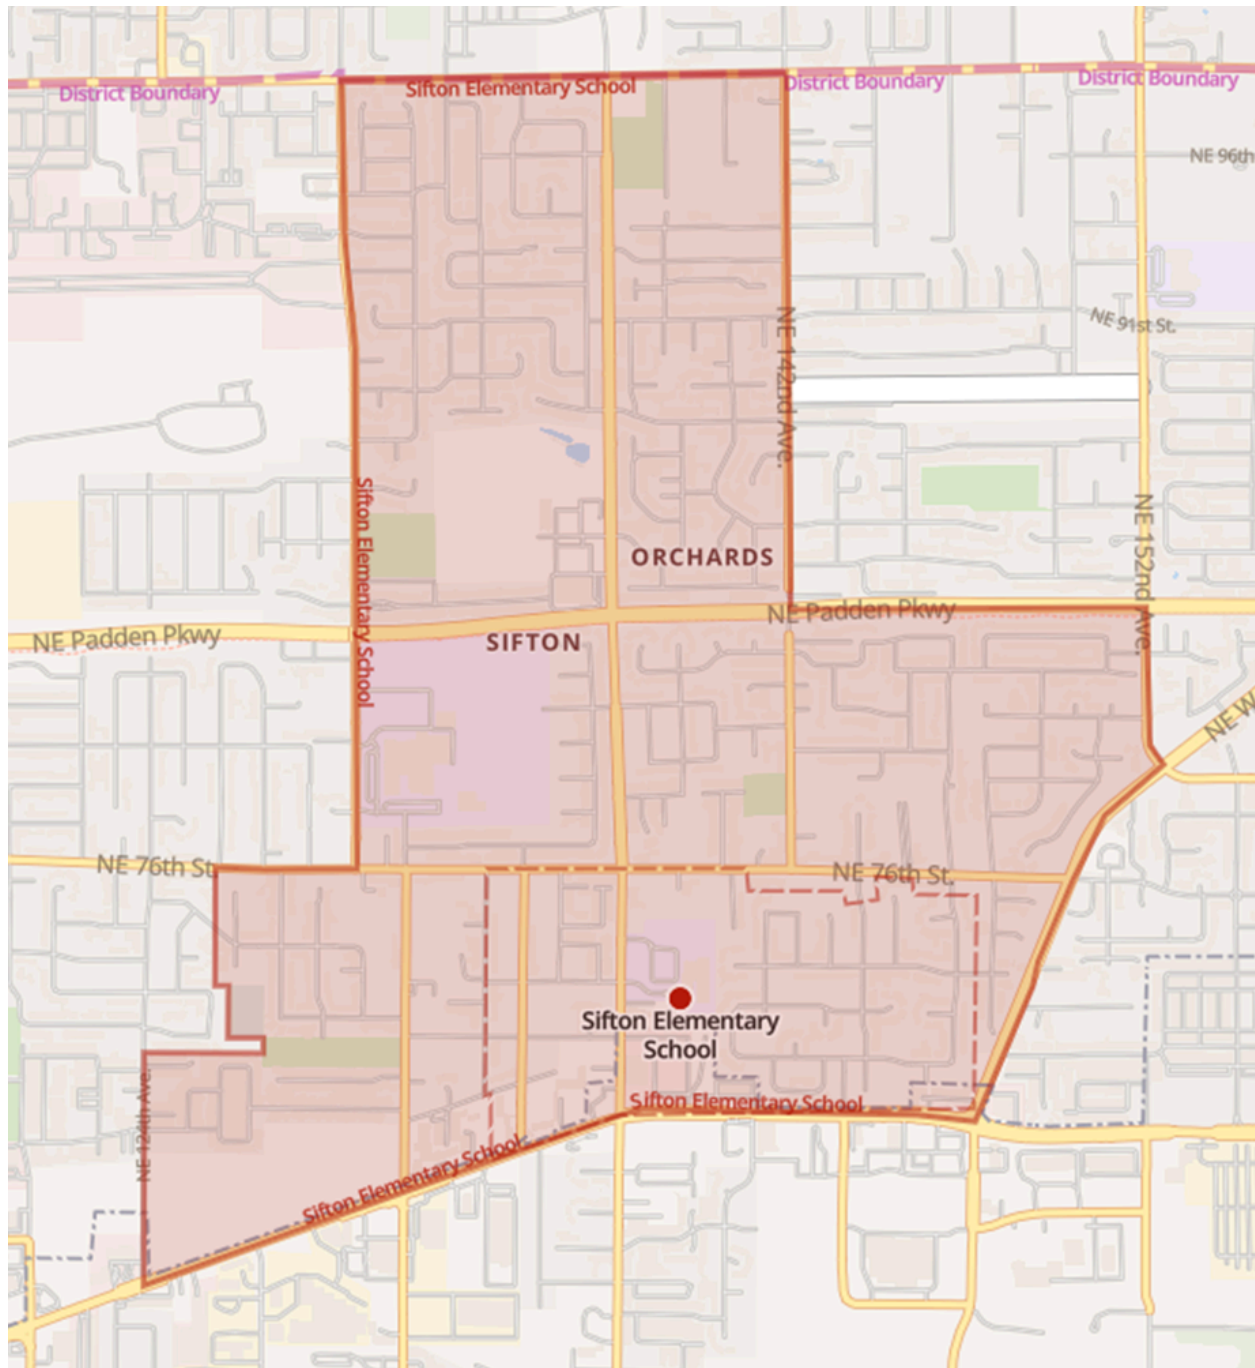 Sifton Elementary School
District Boundary
District Boundary
District Boundary
NE 96th
NE 91st St.
NE 142nd Ave.
Sifton Elementary School
NE 152nd Ave.
ORCHARDS
NE Padden Pkwy
NE Padden Pkwy
SIFTON
NE W
NE 76th St.
NE 76th St.
Sifton Elementary
School
NE 124th Ave.
Sifton Elementary School
Sifton Elementary School